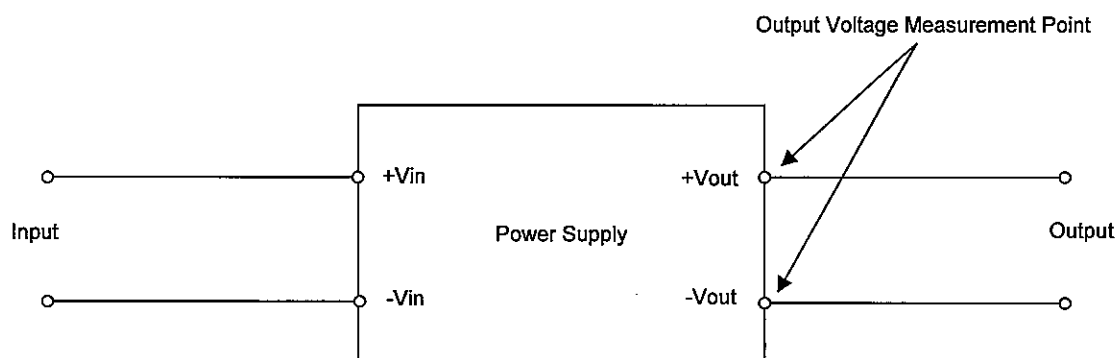 Output Voltage Measurement Point
+Vin
+Vout
Input
Power Supply
Output
-Vin
-Vout